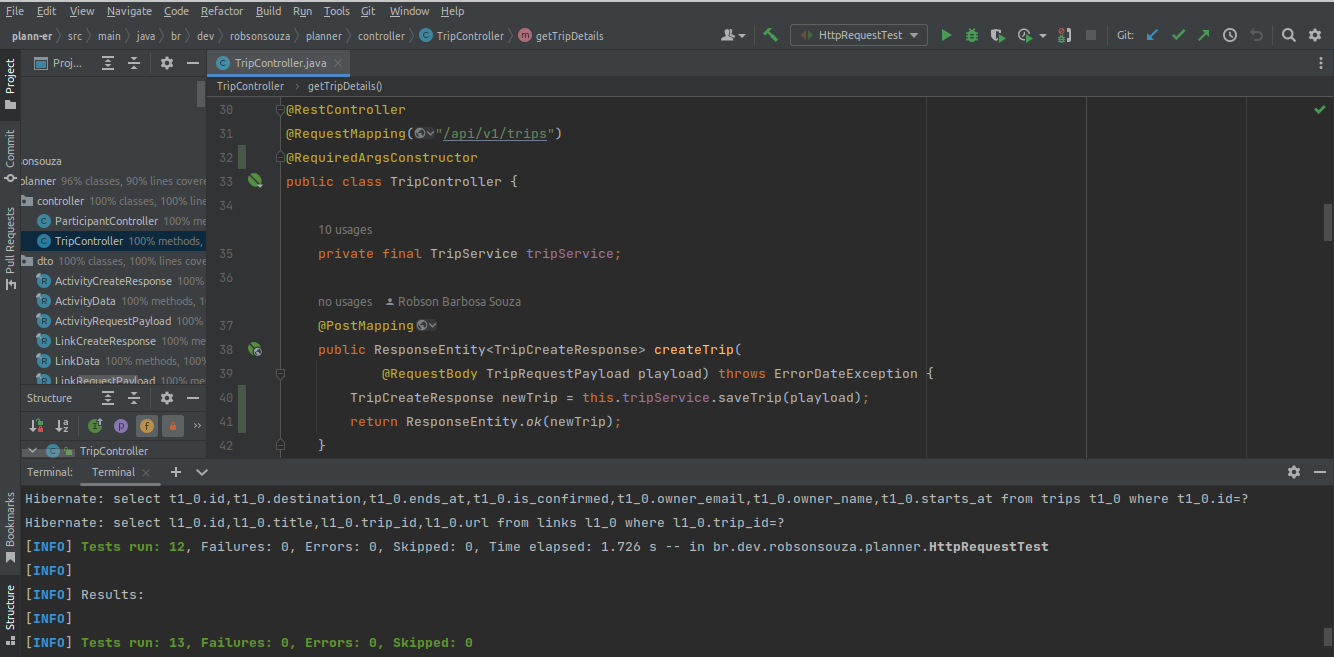 File Edit View Navigate Code Refactor Build Run Tools Git Window Help
plann-er src main java br dev robsonsouza planner controller TripController getTripDetails HttpRequestTest Git:
Project
Commit
Pull Requests
Bookmarks
Structure
Proj...
TripController.java
TripController getTripDetails()
onsouza
planner 96% classes, 90% lines covere
controller 100% classes, 100% line
ParticipantController 100% me
TripController 100% methods,
dto 100% classes, 100% lines cove
ActivityCreateResponse 100%
ActivityData 100% methods, 1
ActivityRequestPayload 100%
LinkCreateResponse 100% me
LinkData 100% methods, 100%
LinkRequestPayload 100% me
Structure
TripController
30 @RestController
31 @RequestMapping("/api/v1/trips")
32 @RequiredArgsConstructor
33 public class TripController {
34
10 usages
35 private final TripService tripService;
36
no usages Robson Barbosa Souza
37 @PostMapping
38 public ResponseEntity<TripCreateResponse> createTrip(
39 @RequestBody TripRequestPayload playload) throws ErrorDateException {
40 TripCreateResponse newTrip = this.tripService.saveTrip(playload);
41 return ResponseEntity.ok(newTrip);
42 }
Terminal: Terminal
Hibernate: select t1_0.id,t1_0.destination,t1_0.ends_at,t1_0.is_confirmed,t1_0.owner_email,t1_0.owner_name,t1_0.starts_at from trips t1_0 where t1_0.id=?
Hibernate: select l1_0.id,l1_0.title,l1_0.trip_id,l1_0.url from links l1_0 where l1_0.trip_id=?
[INFO] Tests run: 12, Failures: 0, Errors: 0, Skipped: 0, Time elapsed: 1.726 s -- in br.dev.robsonsouza.planner.HttpRequestTest
[INFO]
[INFO] Results:
[INFO]
[INFO] Tests run: 13, Failures: 0, Errors: 0, Skipped: 0